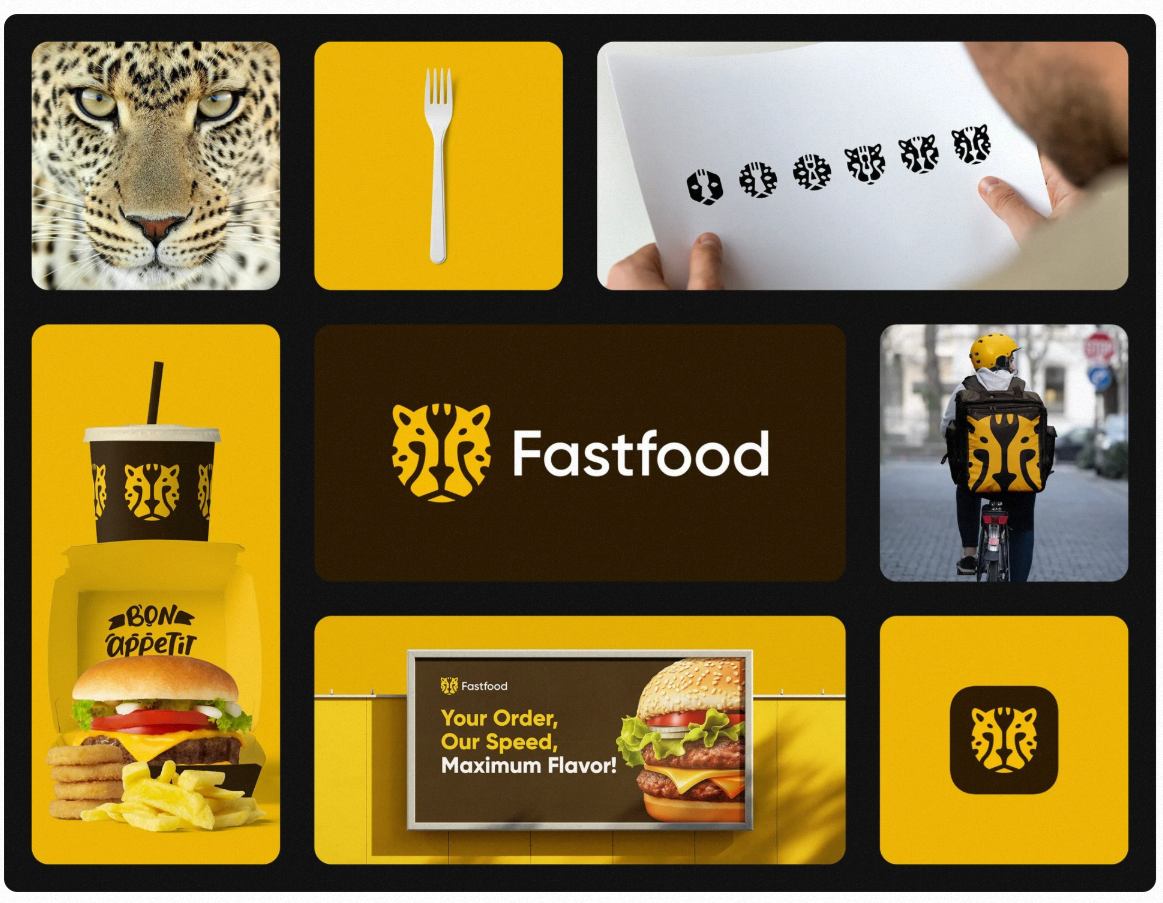 Fastfood
BON
appetit
Fastfood
Your Order,
Our Speed,
Maximum Flavor!